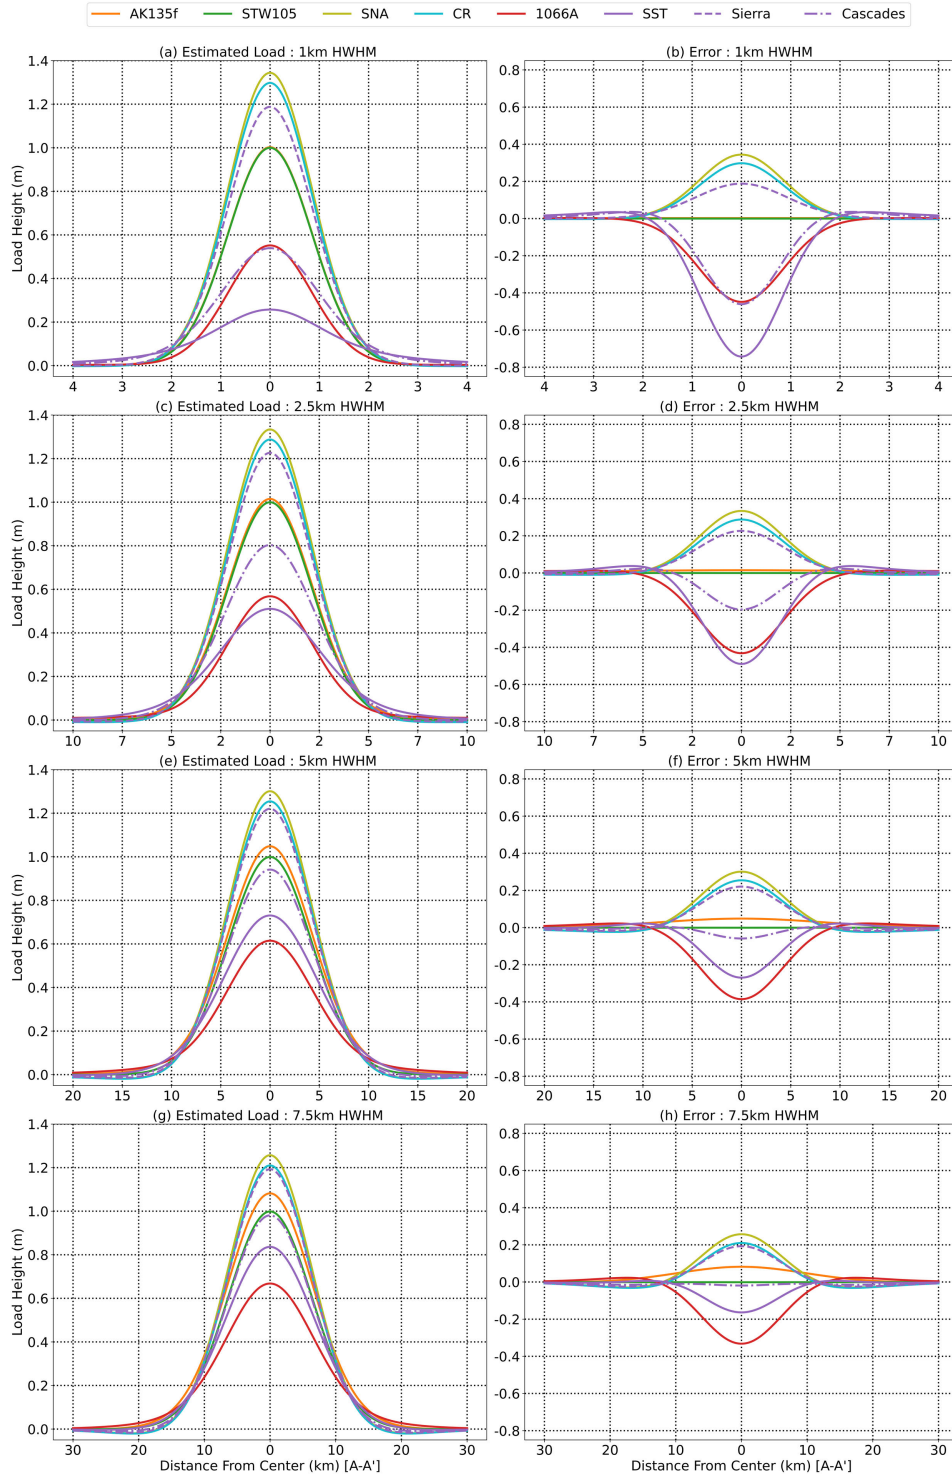 AK135f STW105 SNA CR 1066A SST Sierra Cascades
(a) Estimated Load : 1km HWHM
1.4
1.2
1.0
0.8
0.6
0.4
0.2
0.0
Load Height (m)
4 3 2 1 0 1 2 3 4
(b) Error : 1km HWHM
0.8
0.6
0.4
0.2
0.0
-0.2
-0.4
-0.6
-0.8
4 3 2 1 0 1 2 3 4
(c) Estimated Load : 2.5km HWHM
1.4
1.2
1.0
0.8
0.6
0.4
0.2
0.0
Load Height (m)
10 7 5 2 0 2 5 7 10
(d) Error : 2.5km HWHM
0.8
0.6
0.4
0.2
0.0
-0.2
-0.4
-0.6
-0.8
10 7 5 2 0 2 5 7 10
(e) Estimated Load : 5km HWHM
1.4
1.2
1.0
0.8
0.6
0.4
0.2
0.0
Load Height (m)
20 15 10 5 0 5 10 15 20
(f) Error : 5km HWHM
0.8
0.6
0.4
0.2
0.0
-0.2
-0.4
-0.6
-0.8
20 15 10 5 0 5 10 15 20
(g) Estimated Load : 7.5km HWHM
1.4
1.2
1.0
0.8
0.6
0.4
0.2
0.0
Load Height (m)
30 20 10 0 10 20 30
Distance From Center (km) [A-A']
(h) Error : 7.5km HWHM
0.8
0.6
0.4
0.2
0.0
-0.2
-0.4
-0.6
-0.8
30 20 10 0 10 20 30
Distance From Center (km) [A-A']